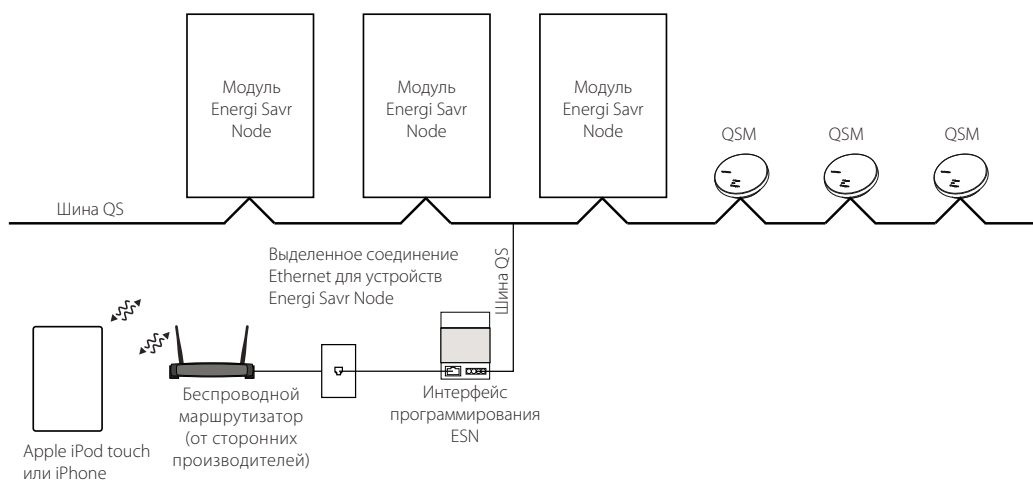 Модуль
Energi Savr
Node
Модуль
Energi Savr
Node
Модуль
Energi Savr
Node
QSM
QSM
QSM
Шина QS
Выделенное соединение
Ethernet для устройств
Energi Savr Node
Шина QS
Беспроводной
маршрутизатор
(от сторонних
производителей)
Интерфейс
программирования
ESN
Apple iPod touch
или iPhone